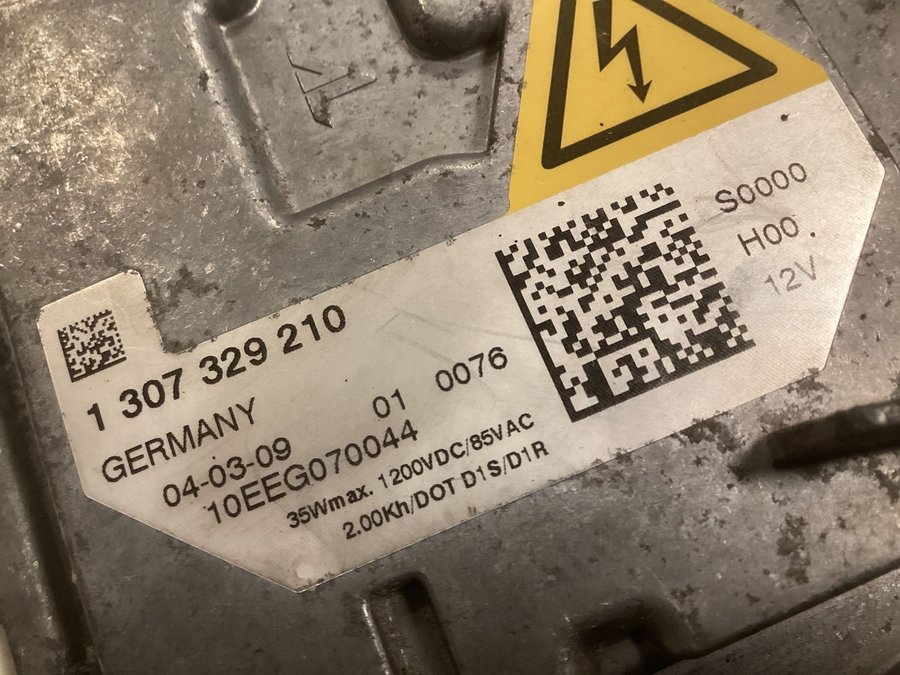 1 307 329 210
GERMANY 01 0076
04-03-09
10EEG070044
35Wmax. 1200VDC/85VAC
2.00Kh/DOT D1S/D1R
S0000
H00
12V